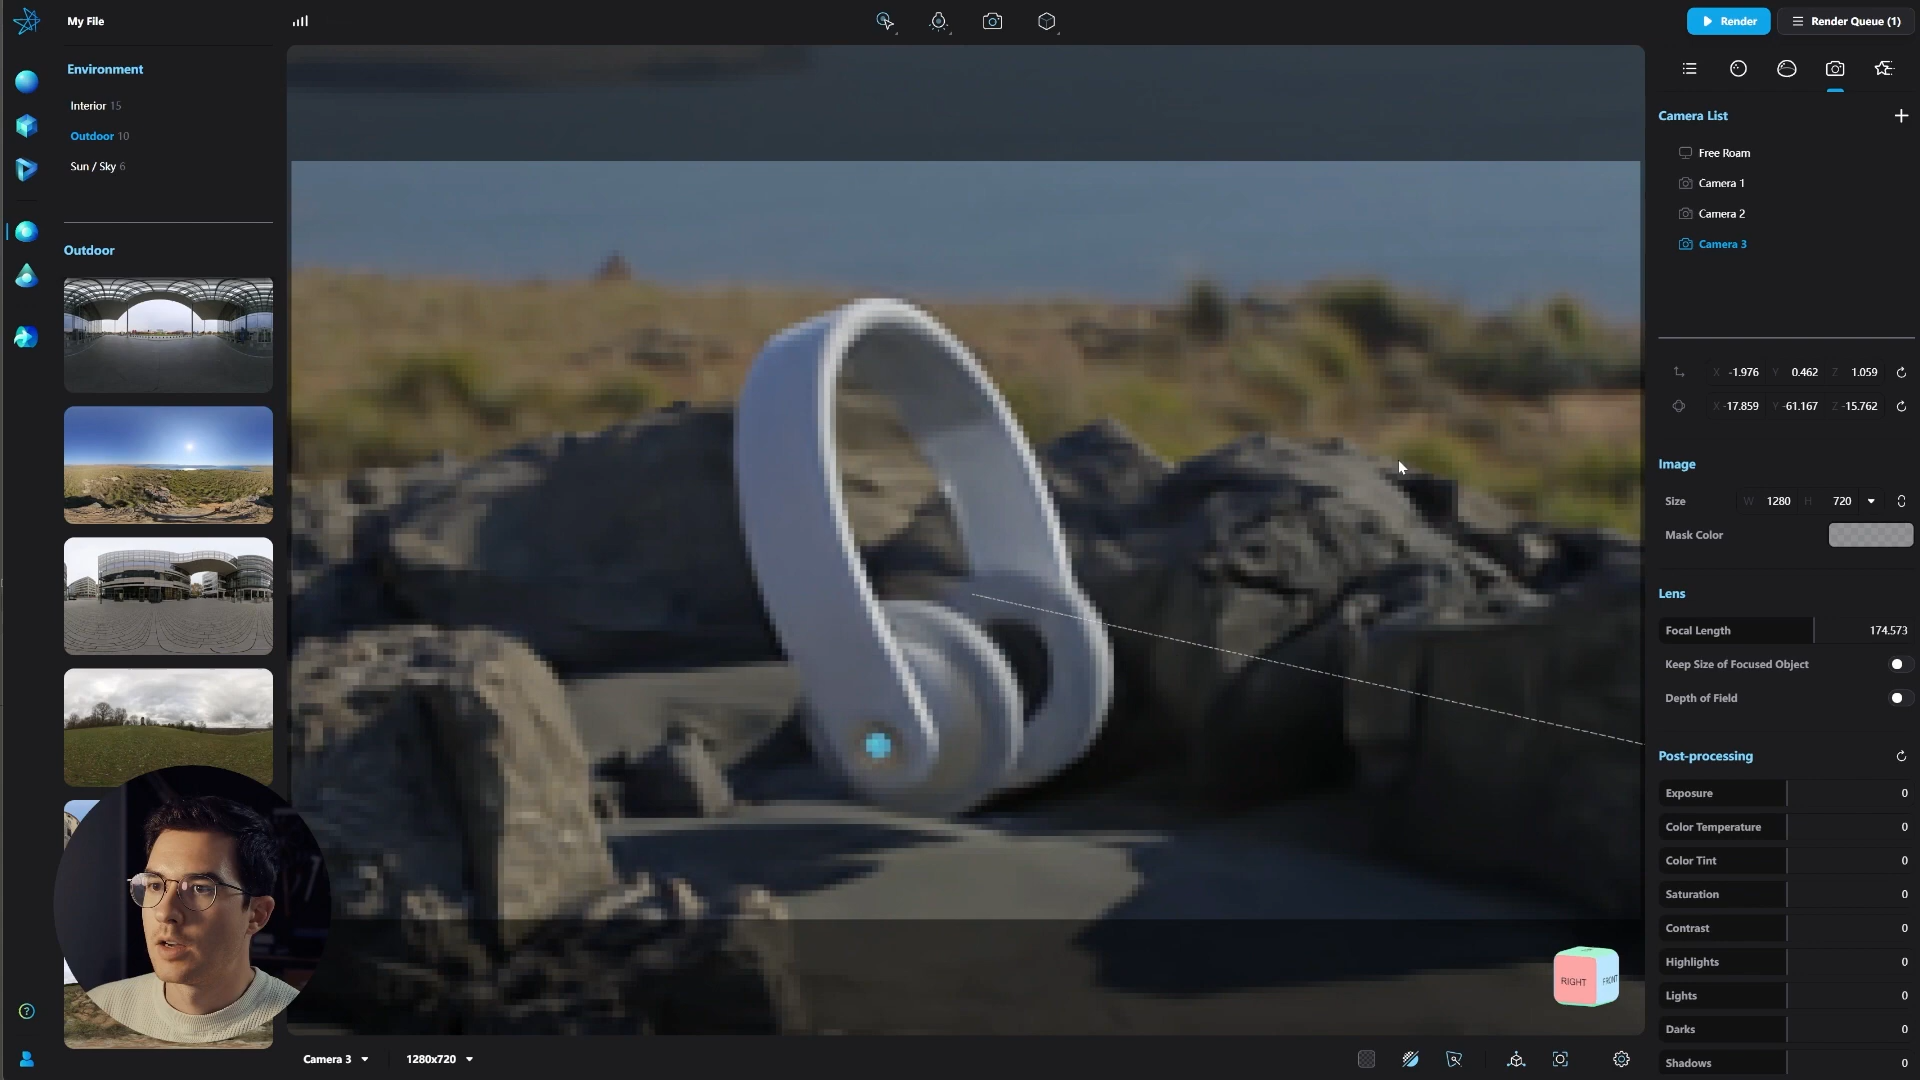 My File
Render
Render Queue (1)
Environment
Interior 15
Outdoor 10
Sun / Sky 6
Outdoor
Camera List
Free Roam
Camera 1
Camera 2
Camera 3
X -1.976 Y 0.462 Z 1.059
X -17.859 Y -61.167 Z -15.762
Image
Size W 1280 H 720
Mask Color
Lens
Focal Length 174.573
Keep Size of Focused Object
Depth of Field
Post-processing
Exposure 0
Color Temperature 0
Color Tint 0
Saturation 0
Contrast 0
Highlights 0
Lights 0
Darks 0
Shadows 0
RIGHT
FRONT
Camera 3
1280x720